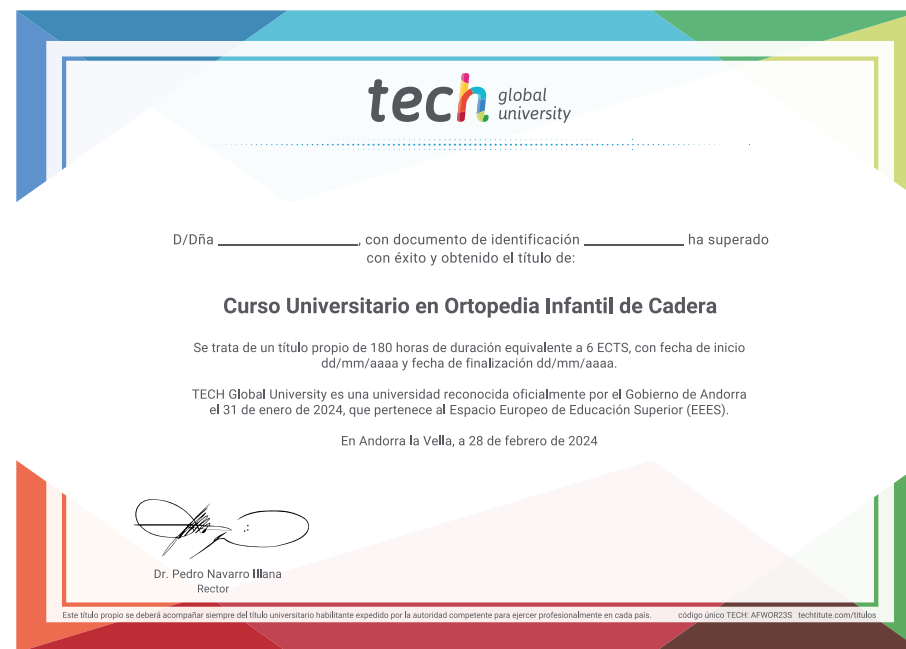 tech global university
D/Dña ____________________, con documento de identificación ______________ ha superado
con éxito y obtenido el título de:
Curso Universitario en Ortopedia Infantil de Cadera
Se trata de un título propio de 180 horas de duración equivalente a 6 ECTS, con fecha de inicio
dd/mm/aaaa y fecha de finalización dd/mm/aaaa.
TECH Global University es una universidad reconocida oficialmente por el Gobierno de Andorra
el 31 de enero de 2024, que pertenece al Espacio Europeo de Educación Superior (EEES).
En Andorra la Vella, a 28 de febrero de 2024
Dr. Pedro Navarro Illana
Rector
Este título propio se deberá acompañar siempre del título universitario habilitante expedido por la autoridad competente para ejercer profesionalmente en cada país. código único TECH: AFWOR23S techtitute.com/titulos